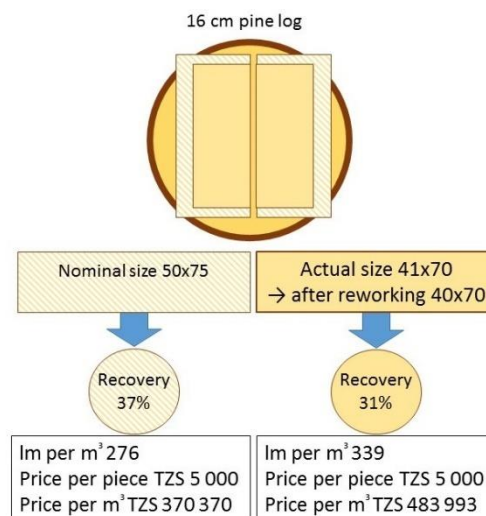 16 cm pine log
Nominal size 50x75
Actual size 41x70
→ after reworking 40x70
Recovery
37%
Recovery
31%
lm per m³ 276
Price per piece TZS 5 000
Price per m³ TZS 370 370
lm per m³ 339
Price per piece TZS 5 000
Price per m³ TZS 483 993